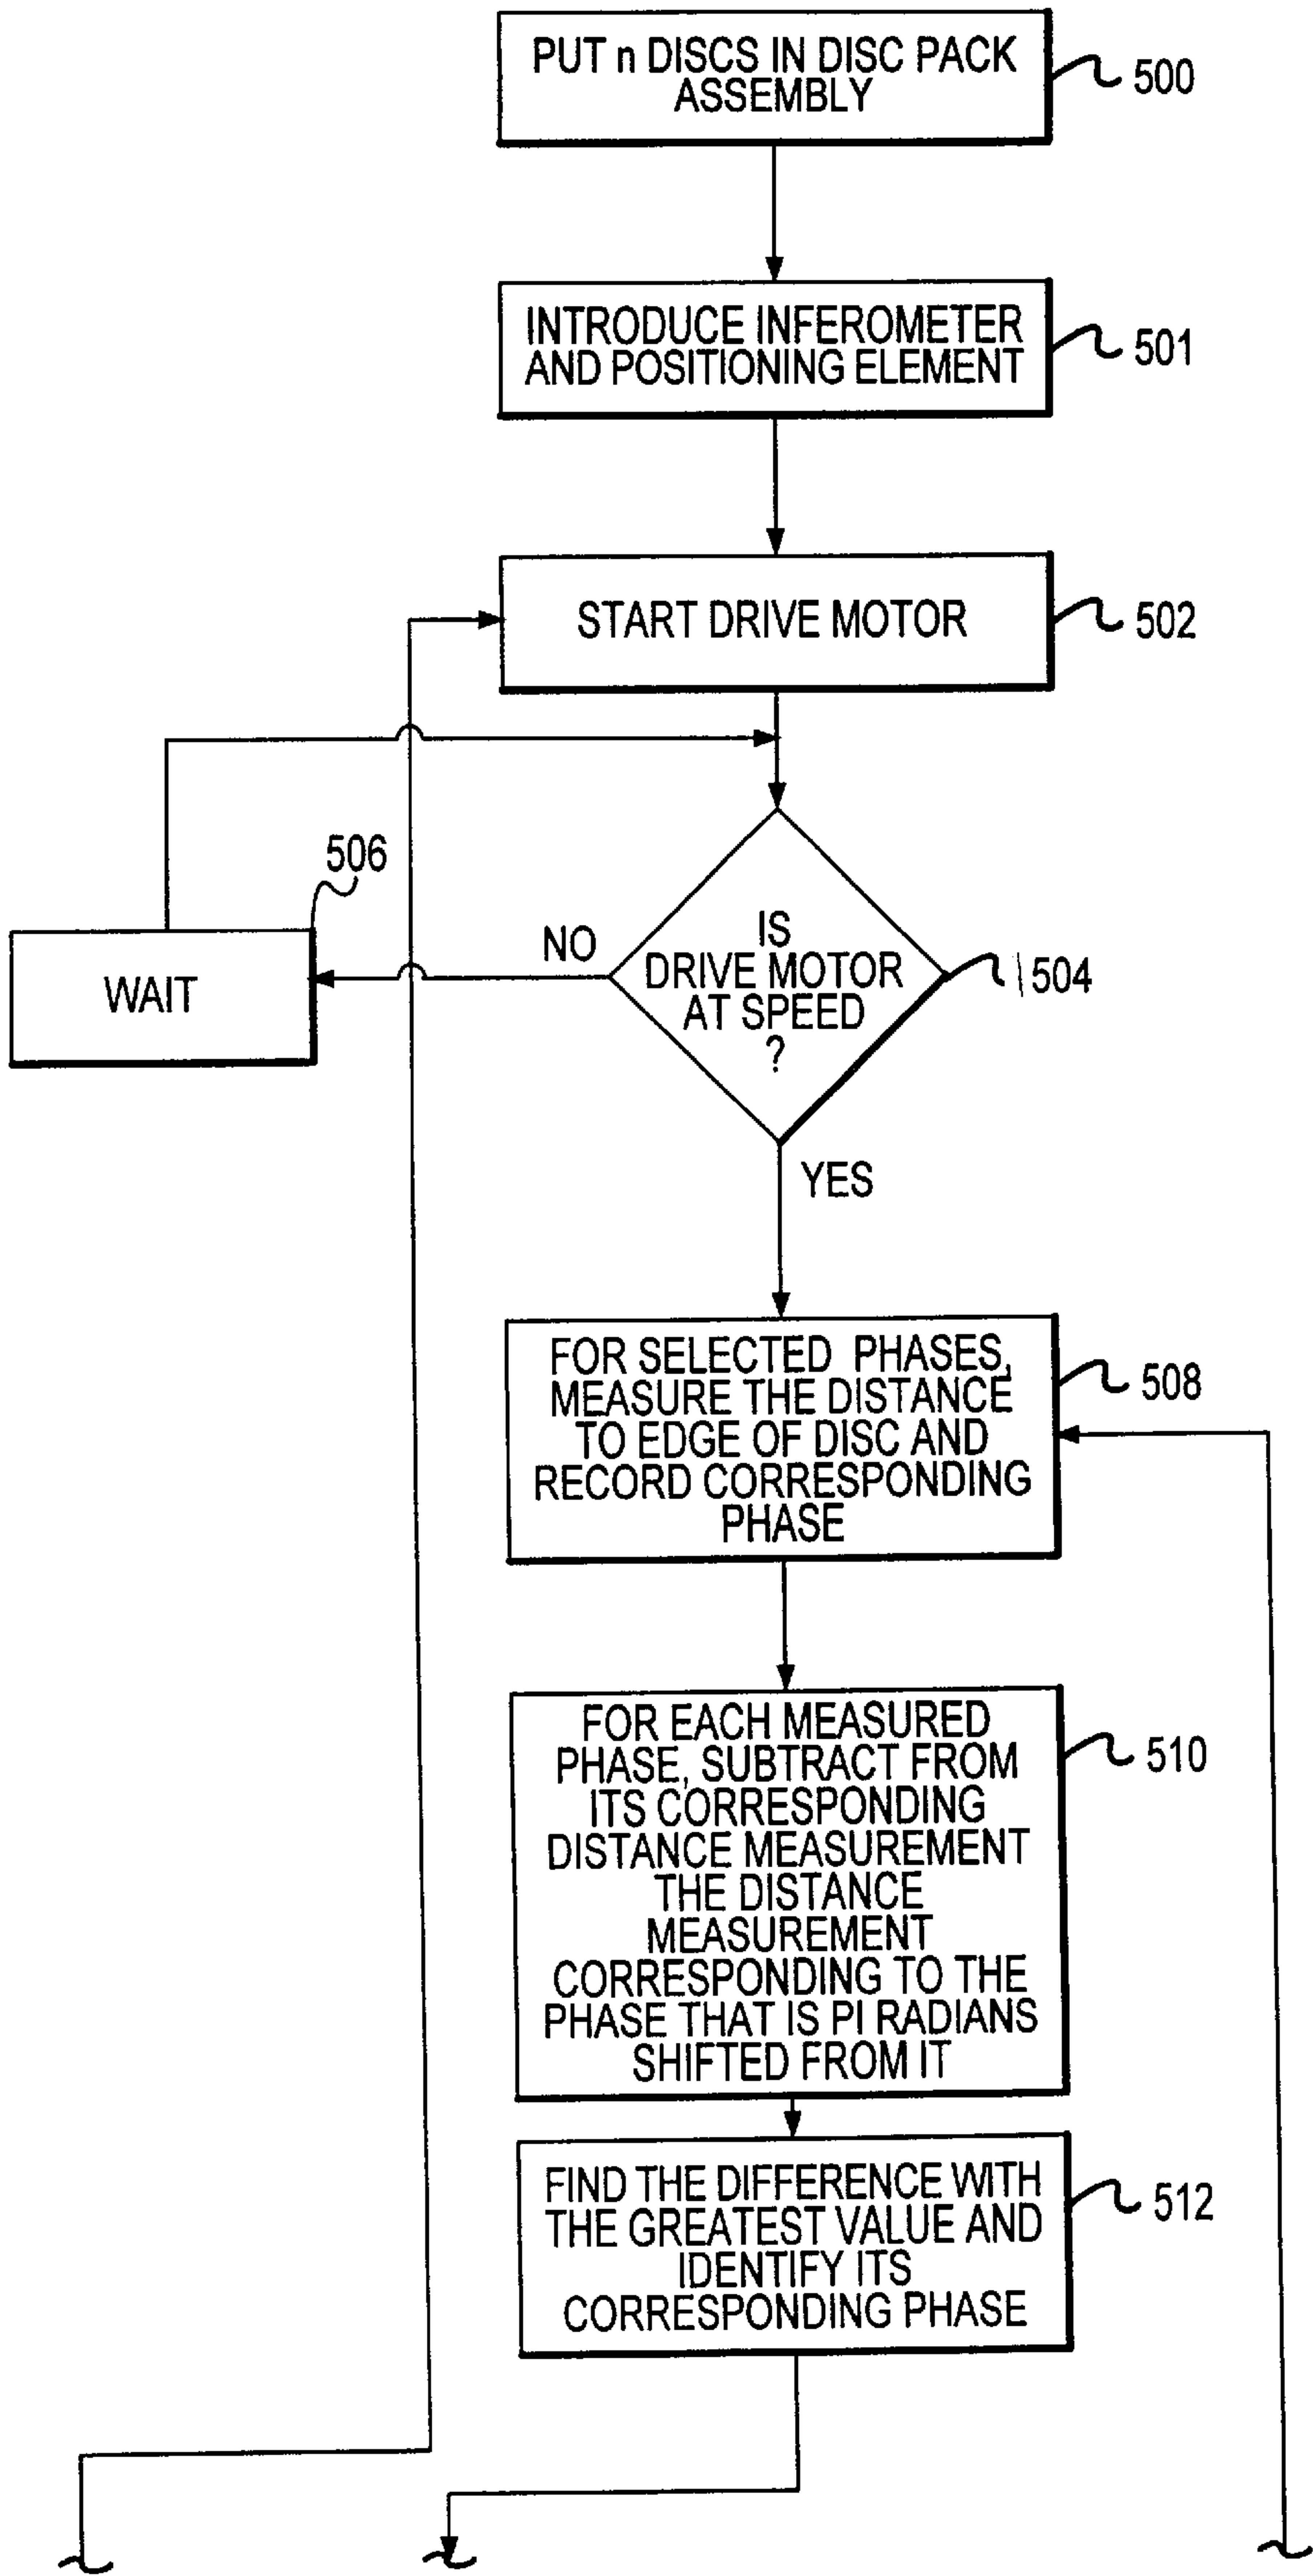 PUT n DISCS IN DISC PACK
ASSEMBLY
500
INTRODUCE INFEROMETER
AND POSITIONING ELEMENT
501
START DRIVE MOTOR
502
506
WAIT
NO
IS
DRIVE MOTOR
AT SPEED
?
504
YES
FOR SELECTED PHASES,
MEASURE THE DISTANCE
TO EDGE OF DISC AND
RECORD CORRESPONDING
PHASE
508
FOR EACH MEASURED
PHASE, SUBTRACT FROM
ITS CORRESPONDING
DISTANCE MEASUREMENT
THE DISTANCE
MEASUREMENT
CORRESPONDING TO THE
PHASE THAT IS PI RADIANS
SHIFTED FROM IT
510
FIND THE DIFFERENCE WITH
THE GREATEST VALUE AND
IDENTIFY ITS
CORRESPONDING PHASE
512